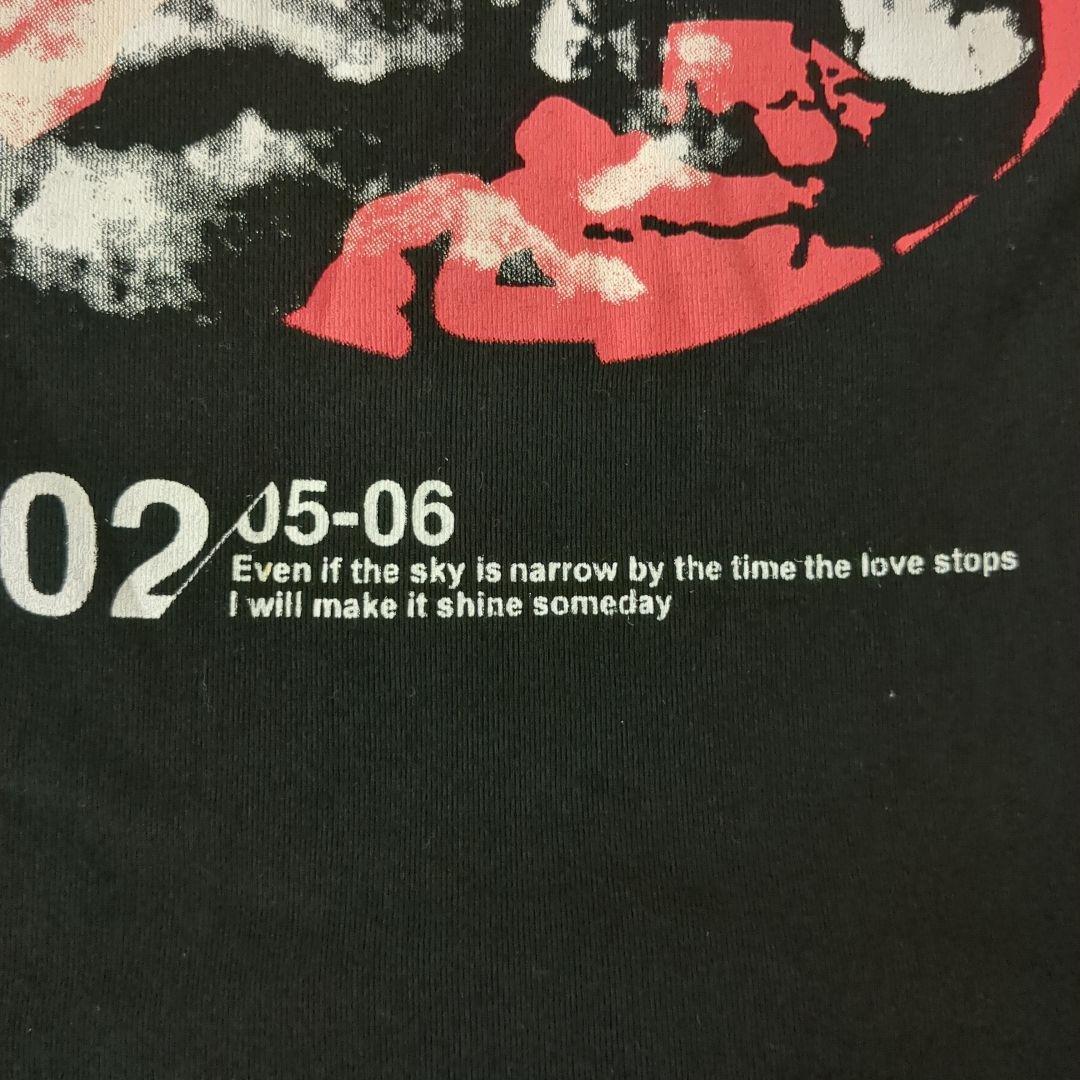 02/05-06
Even if the sky is narrow by the time the love stops
I will make it shine someday